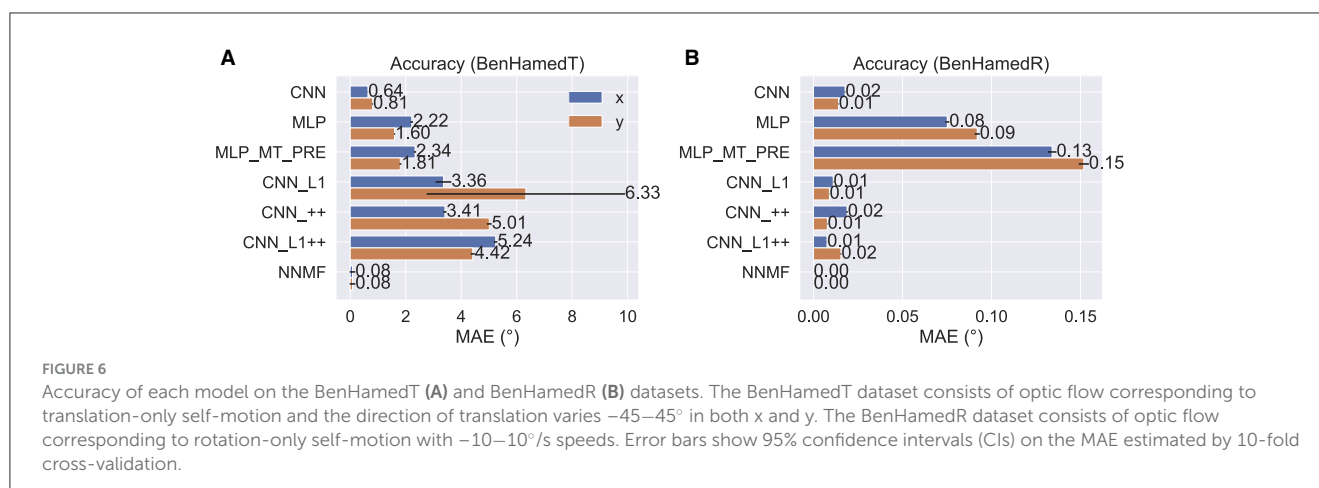 A
Accuracy (BenHamedT)
CNN
MLP
MLP_MT_PRE
CNN_L1
CNN_++
CNN_L1++
NNMF
0.64
0.81
2.22
1.60
2.34
1.81
3.36
6.33
3.41
5.01
5.24
4.42
0.08
0.08
x
y
0 2 4 6 8 10
MAE (°)
B
Accuracy (BenHamedR)
CNN
MLP
MLP_MT_PRE
CNN_L1
CNN_++
CNN_L1++
NNMF
0.02
0.01
0.08
0.09
0.13
0.15
0.01
0.01
0.02
0.01
0.01
0.02
0.00
0.00
0.00 0.05 0.10 0.15
MAE (°)
FIGURE 6
Accuracy of each model on the BenHamedT (A) and BenHamedR (B) datasets. The BenHamedT dataset consists of optic flow corresponding to
translation-only self-motion and the direction of translation varies −45–45° in both x and y. The BenHamedR dataset consists of optic flow
corresponding to rotation-only self-motion with −10–10°/s speeds. Error bars show 95% confidence intervals (CIs) on the MAE estimated by 10-fold
cross-validation.